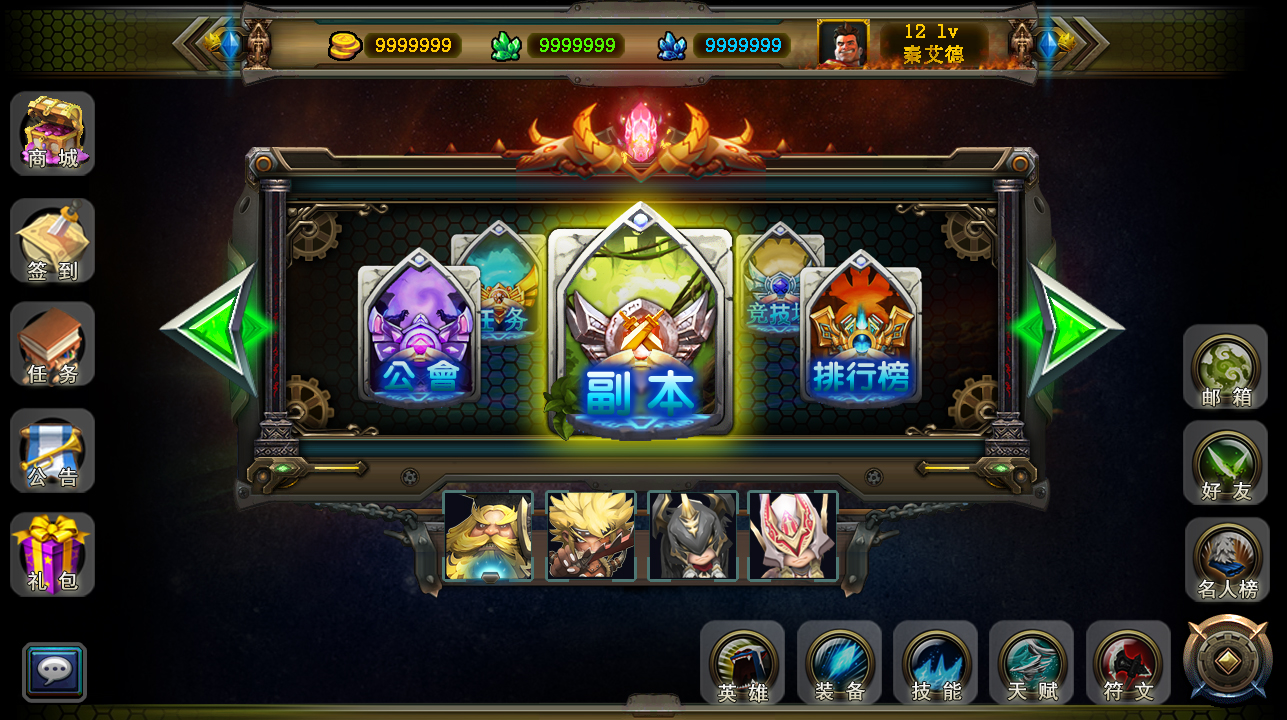 9999999
9999999
9999999
12 lv
秦艾德
商城
签到
任务
公告
礼包
公會
任务
副本
竞技场
排行榜
邮箱
好友
名人榜
英雄
装备
技能
天赋
符文